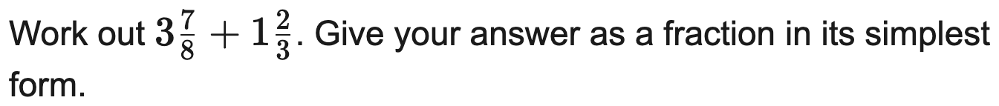 Work out 3 7/8 + 1 2/3. Give your answer as a fraction in its simplest
form.